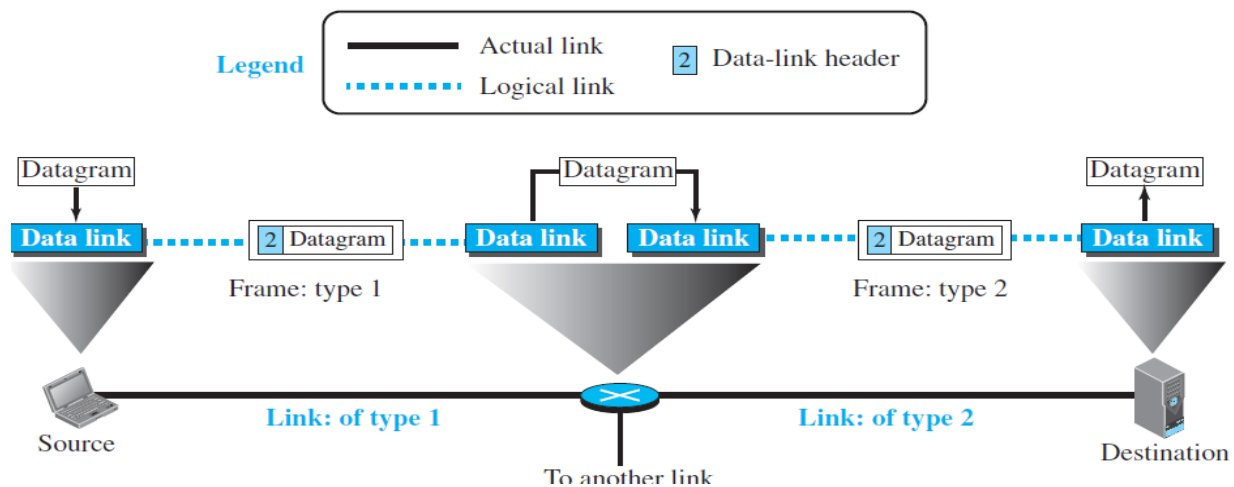 Legend
Actual link
Logical link
2 Data-link header
Datagram
Datagram
Datagram
Data link
2 Datagram
Data link
Data link
2 Datagram
Data link
Frame: type 1
Frame: type 2
Link: of type 1
Link: of type 2
Source
Destination
To another link